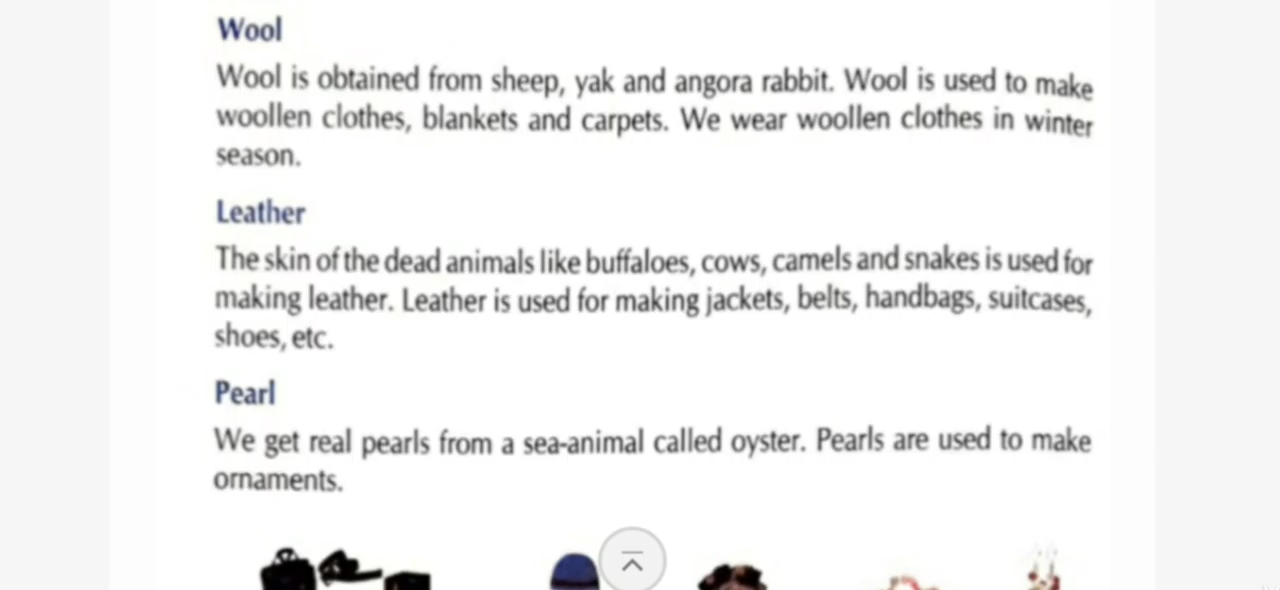 Wool
Wool is obtained from sheep, yak and angora rabbit. Wool is used to make
woollen clothes, blankets and carpets. We wear woollen clothes in winter
season.
Leather
The skin of the dead animals like buffaloes, cows, camels and snakes is used for
making leather. Leather is used for making jackets, belts, handbags, suitcases,
shoes, etc.
Pearl
We get real pearls from a sea-animal called oyster. Pearls are used to make
ornaments.